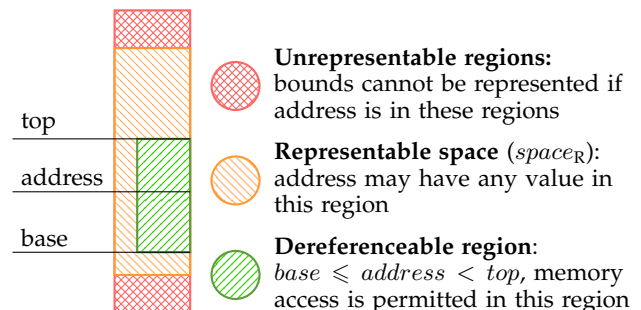 top
address
base
Unrepresentable regions:
bounds cannot be represented if
address is in these regions
Representable space (space_R):
address may have any value in
this region
Dereferenceable region:
base ⩽ address < top, memory
access is permitted in this region